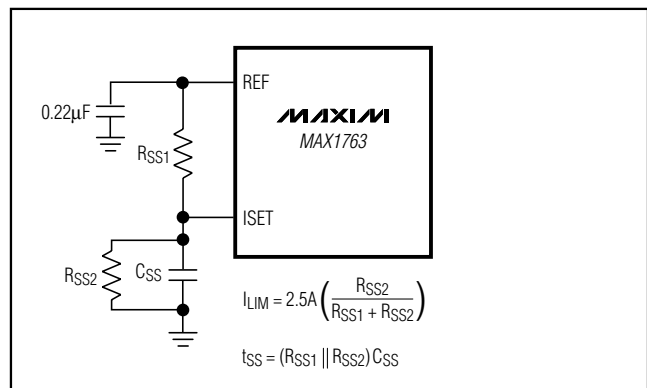 REF
0.22μF
MAXIM
MAX1763
RSS1
ISET
RSS2
CSS
ILIM = 2.5A (RSS2 / RSS1 + RSS2)
tSS = (RSS1 || RSS2) CSS